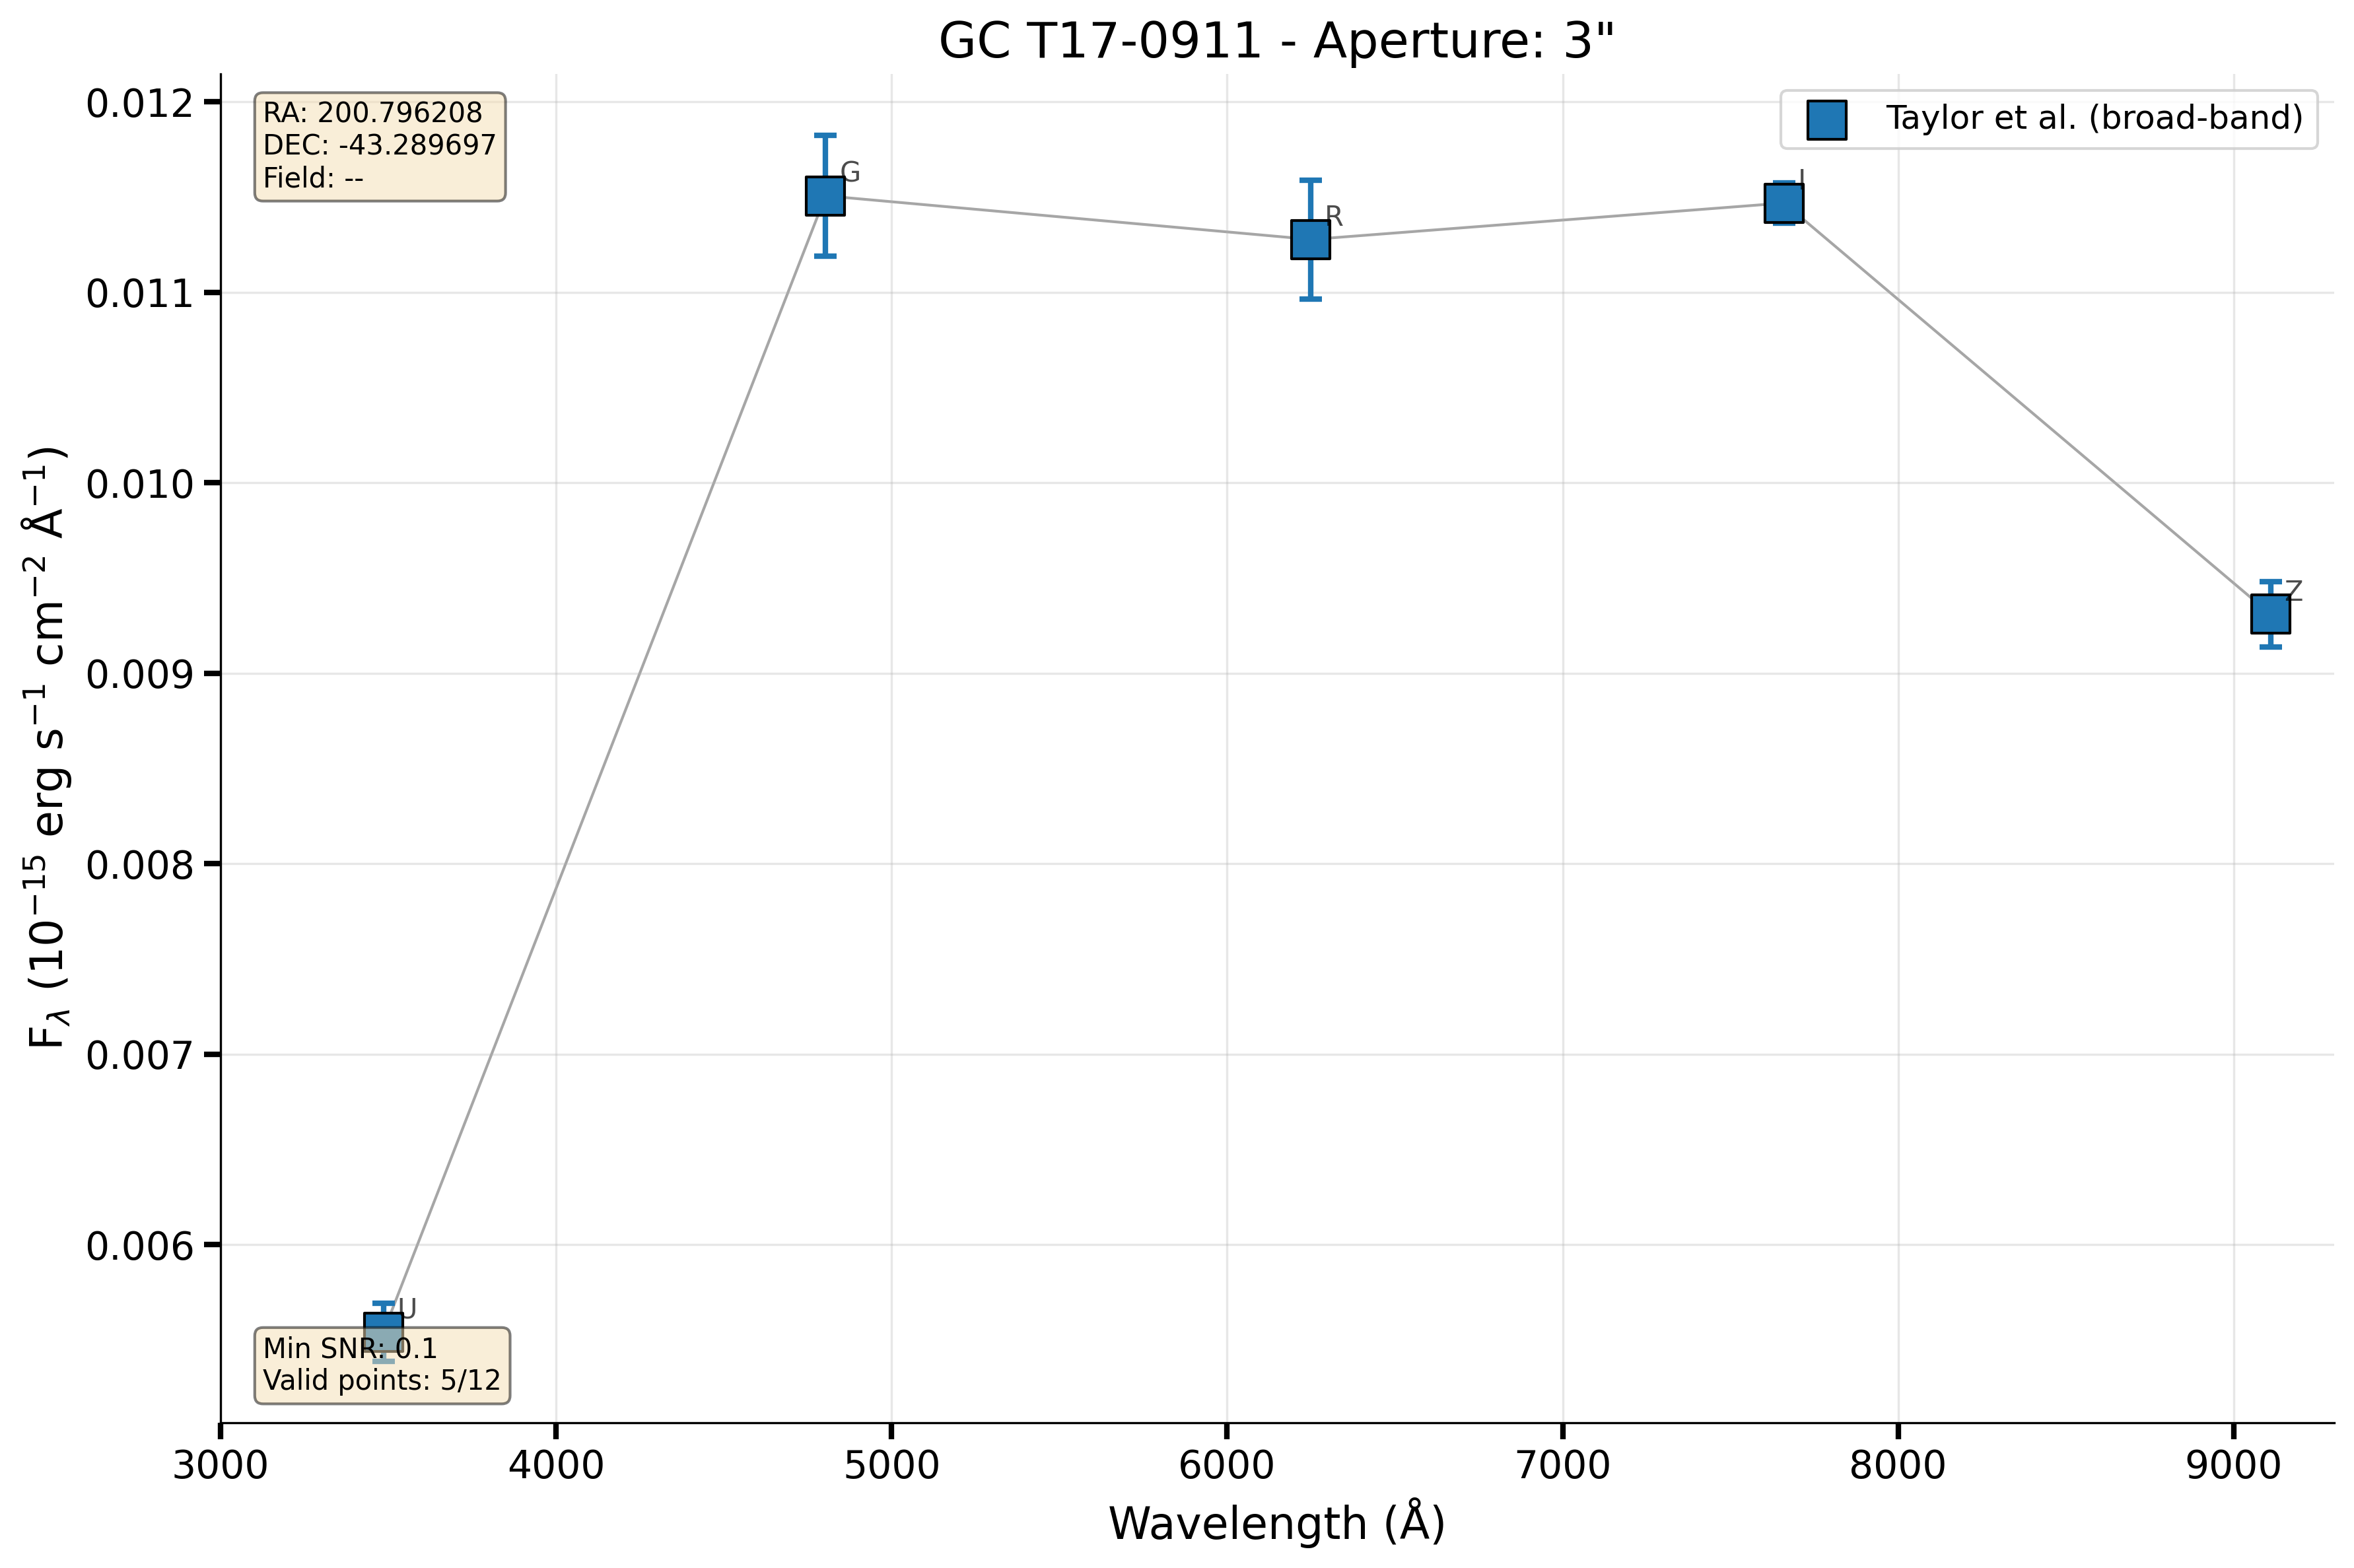 GC T17-0911 - Aperture: 3"
RA: 200.796208
DEC: -43.289697
Field: --
Taylor et al. (broad-band)
G
R
I
Z
U
Min SNR: 0.1
Valid points: 5/12
0.012
0.011
0.010
0.009
0.008
0.007
0.006
F_λ (10⁻¹⁵ erg s⁻¹ cm⁻² Å⁻¹)
3000 4000 5000 6000 7000 8000 9000
Wavelength (Å)